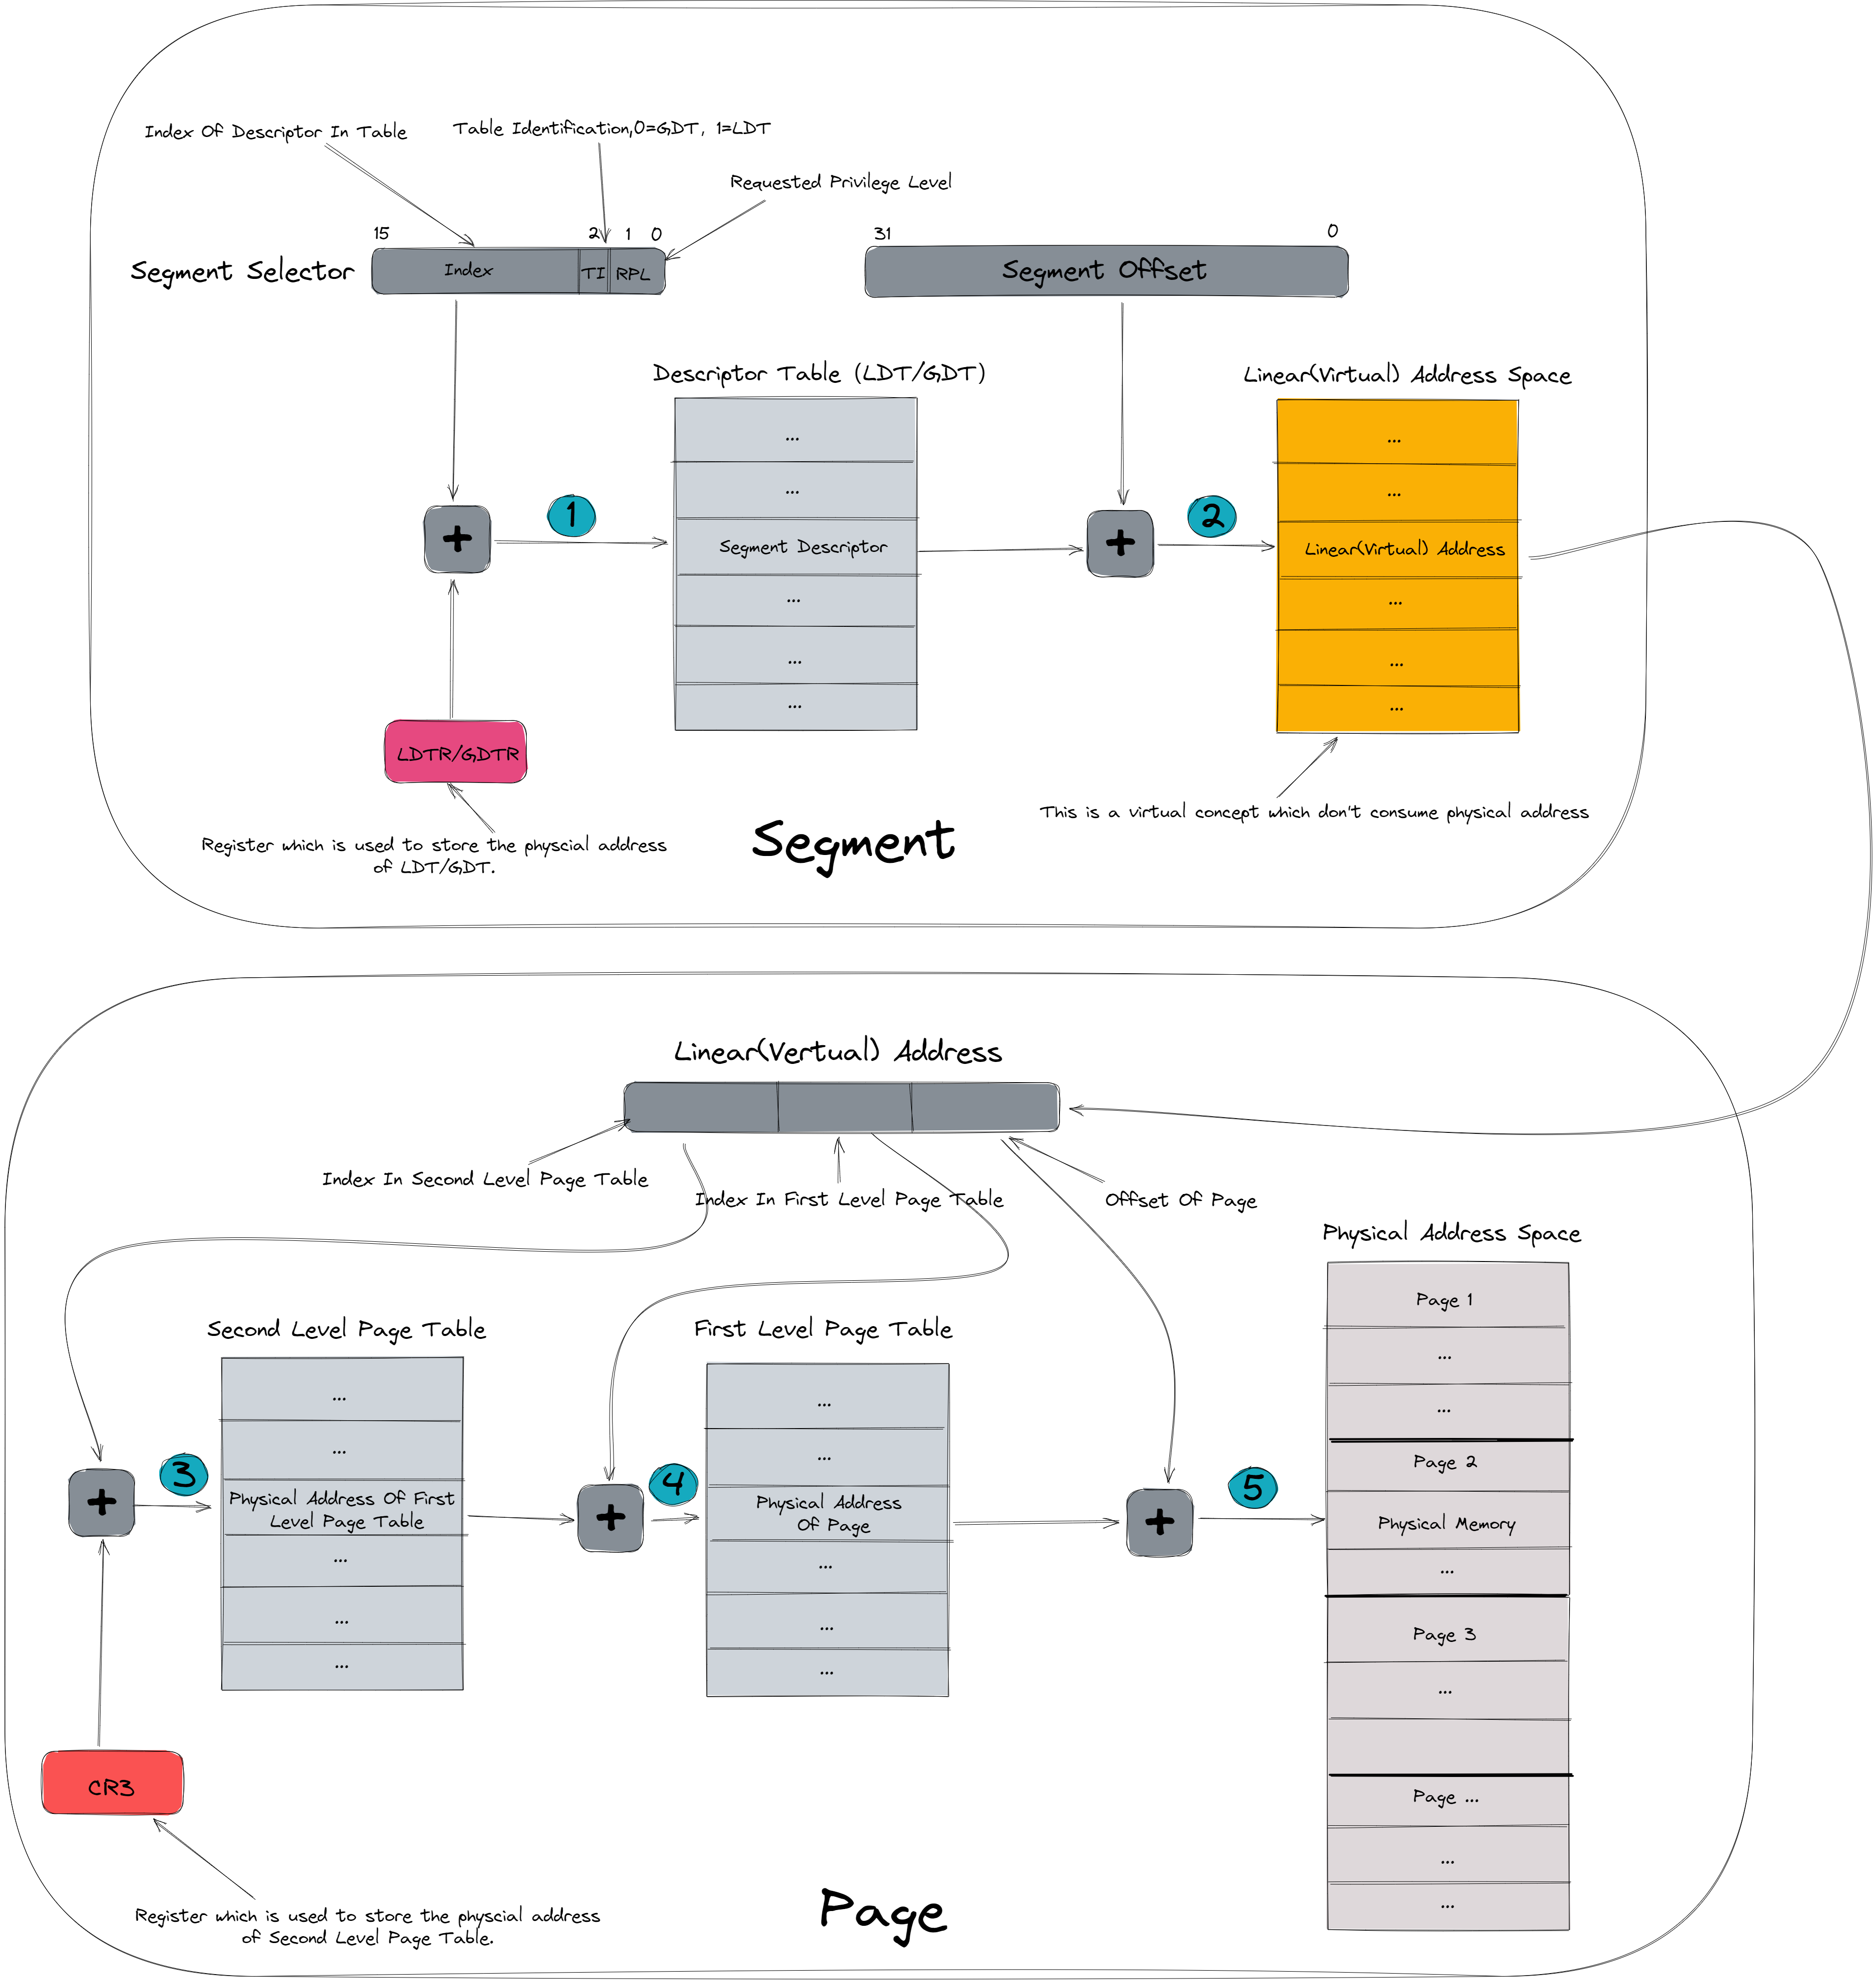 Index Of Descriptor In Table
Table Identification,0=GDT, 1=LDT
Requested Privilege Level
15
2
1
0
31
0
Segment Selector
Index
TI
RPL
Segment Offset
Descriptor Table (LDT/GDT)
Linear(Virtual) Address Space
...
...
...
...
1
2
+
Segment Descriptor
+
Linear(Virtual) Address
...
...
...
...
...
...
LDTR/GDTR
This is a virtual concept which don't consume physical address
Register which is used to store the physcial address
of LDT/GDT.
Segment
Linear(Vertual) Address
Index In Second Level Page Table
Index In First Level Page Table
Offset Of Page
Physical Address Space
Page 1
Second Level Page Table
First Level Page Table
...
...
...
...
...
...
Page 2
3
4
5
+
Physical Address Of First
Level Page Table
+
Physical Address
Of Page
+
Physical Memory
...
...
...
...
...
Page 3
...
...
...
CR3
Page ...
...
...
Register which is used to store the physcial address
of Second Level Page Table.
Page